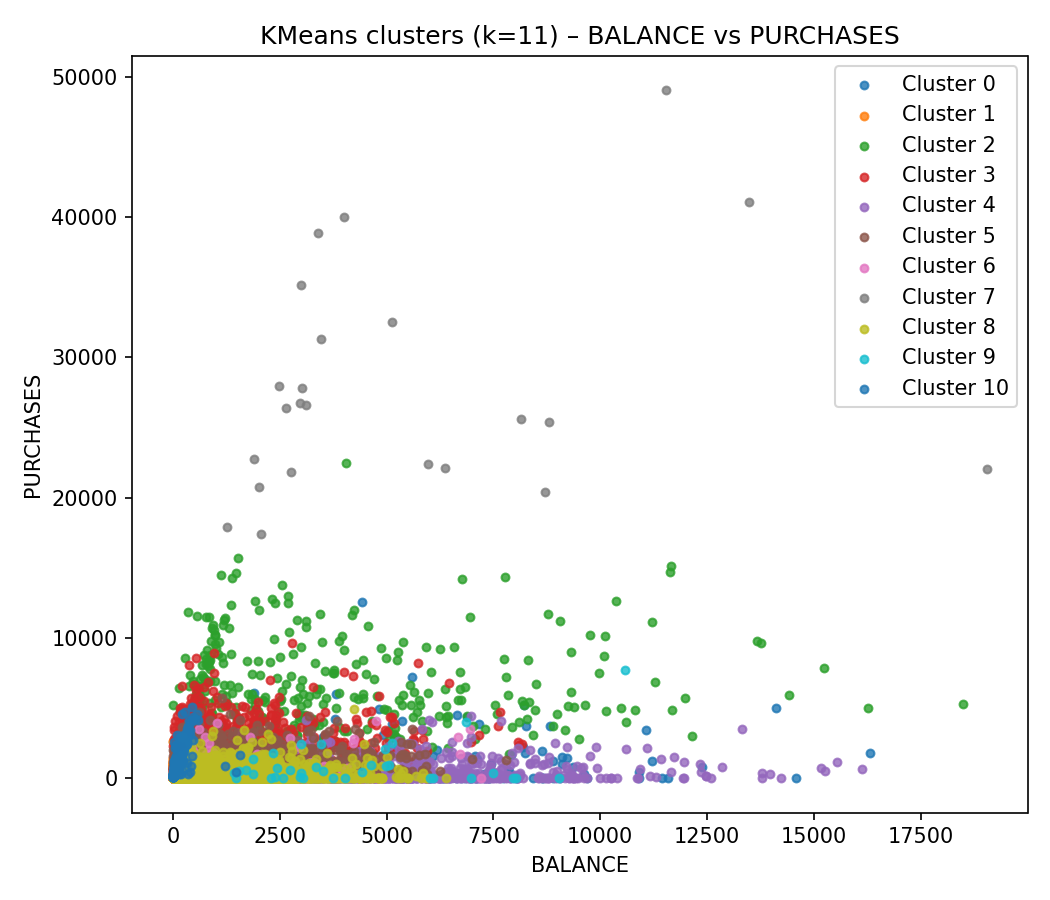 KMeans clusters (k=11) – BALANCE vs PURCHASES
50000
40000
30000
20000
10000
0
PURCHASES
Cluster 0
Cluster 1
Cluster 2
Cluster 3
Cluster 4
Cluster 5
Cluster 6
Cluster 7
Cluster 8
Cluster 9
Cluster 10
0 2500 5000 7500 10000 12500 15000 17500
BALANCE